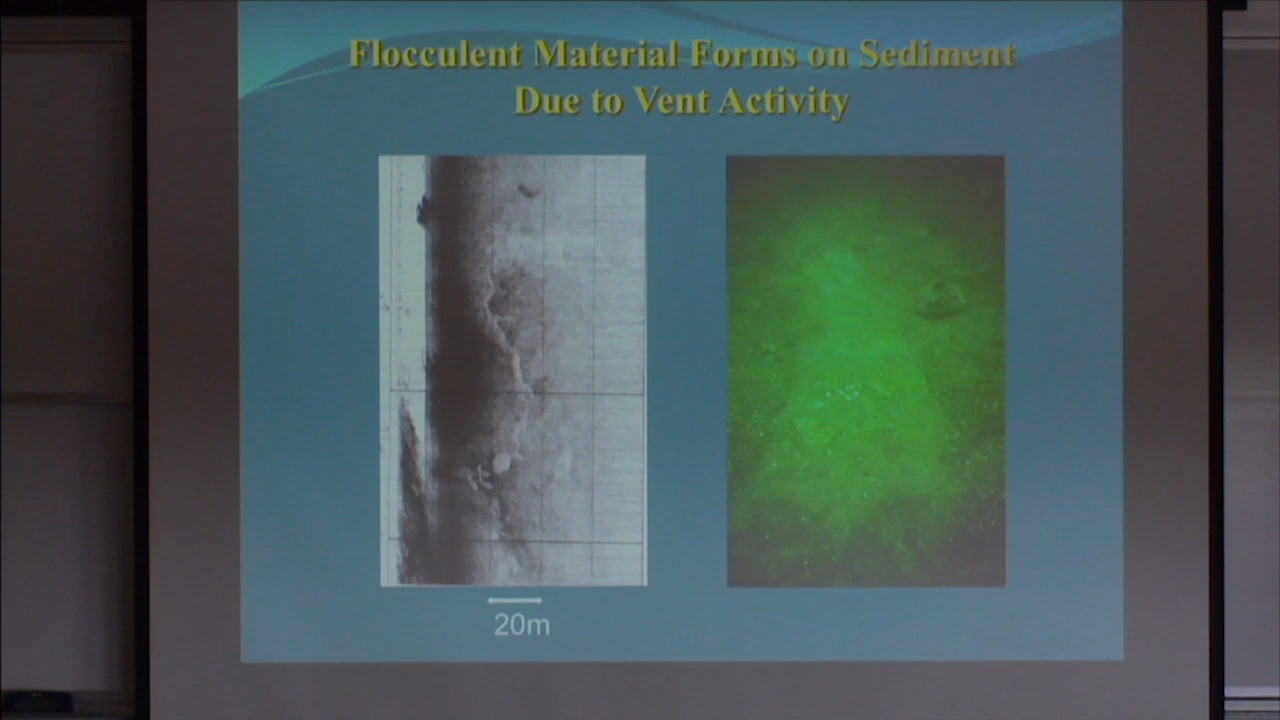 Flocculent Material Forms on Sediment
Due to Vent Activity
20m